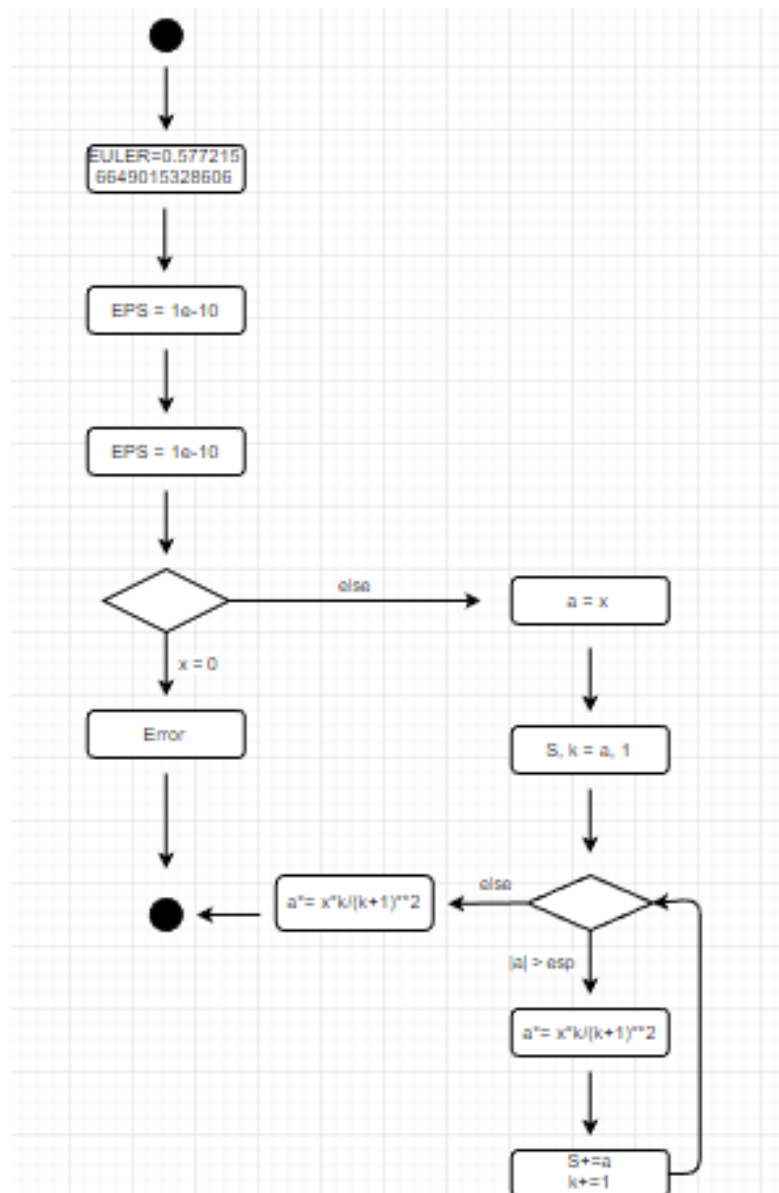 EULER=0.577215
6649015328606
EPS = 1e-10
EPS = 1e-10
else
a = x
x = 0
Error
S, k = a, 1
else
a*= x*k/(k+1)**2
|a| > esp
a*= x*k/(k+1)**2
S+=a
k+=1